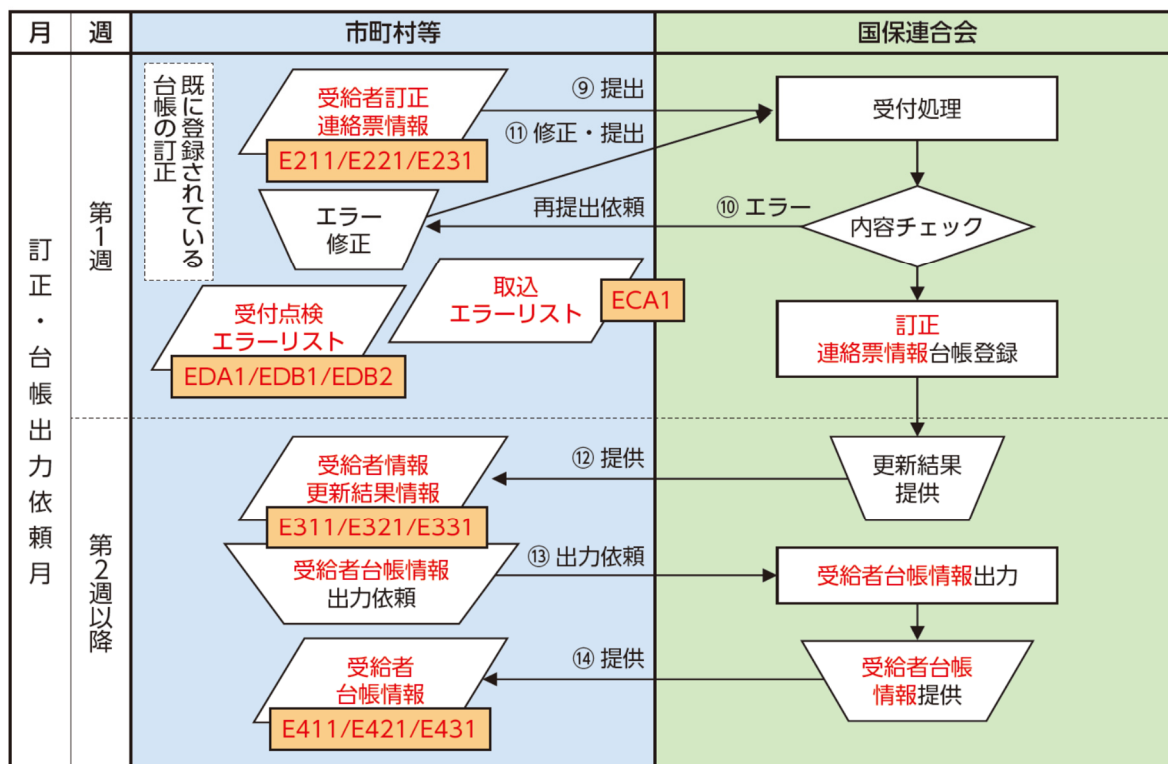 月
週
市町村等
国保連合会
訂正・台帳出力依頼月
第1週
既に登録されている
台帳の訂正
受給者訂正
連絡票情報
E211/E221/E231
⑨ 提出
受付処理
⑪ 修正・提出
エラー
修正
再提出依頼
⑩ エラー
内容チェック
取込
エラーリスト
ECA1
受付点検
エラーリスト
EDA1/EDB1/EDB2
訂正
連絡票情報台帳登録
第2週以降
受給者情報
更新結果情報
E311/E321/E331
⑫ 提供
更新結果
提供
受給者台帳情報
出力依頼
⑬ 出力依頼
受給者台帳情報出力
受給者
台帳情報
E411/E421/E431
⑭ 提供
受給者台帳
情報提供